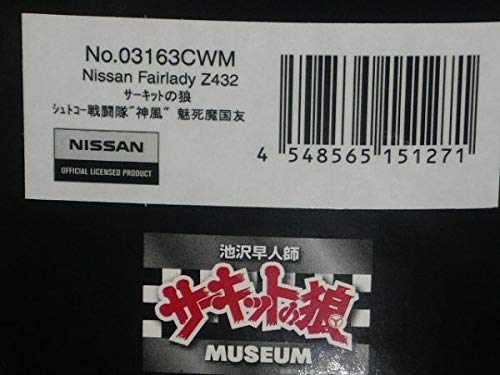 No.03163CWM
Nissan Fairlady Z432
サーキットの狼
シュトコー戦闘隊"神風" 魅死魔国友
NISSAN
OFFICIAL LICENSED PRODUCT
4 548565 151271
池沢早人師
サーキットの狼
MUSEUM